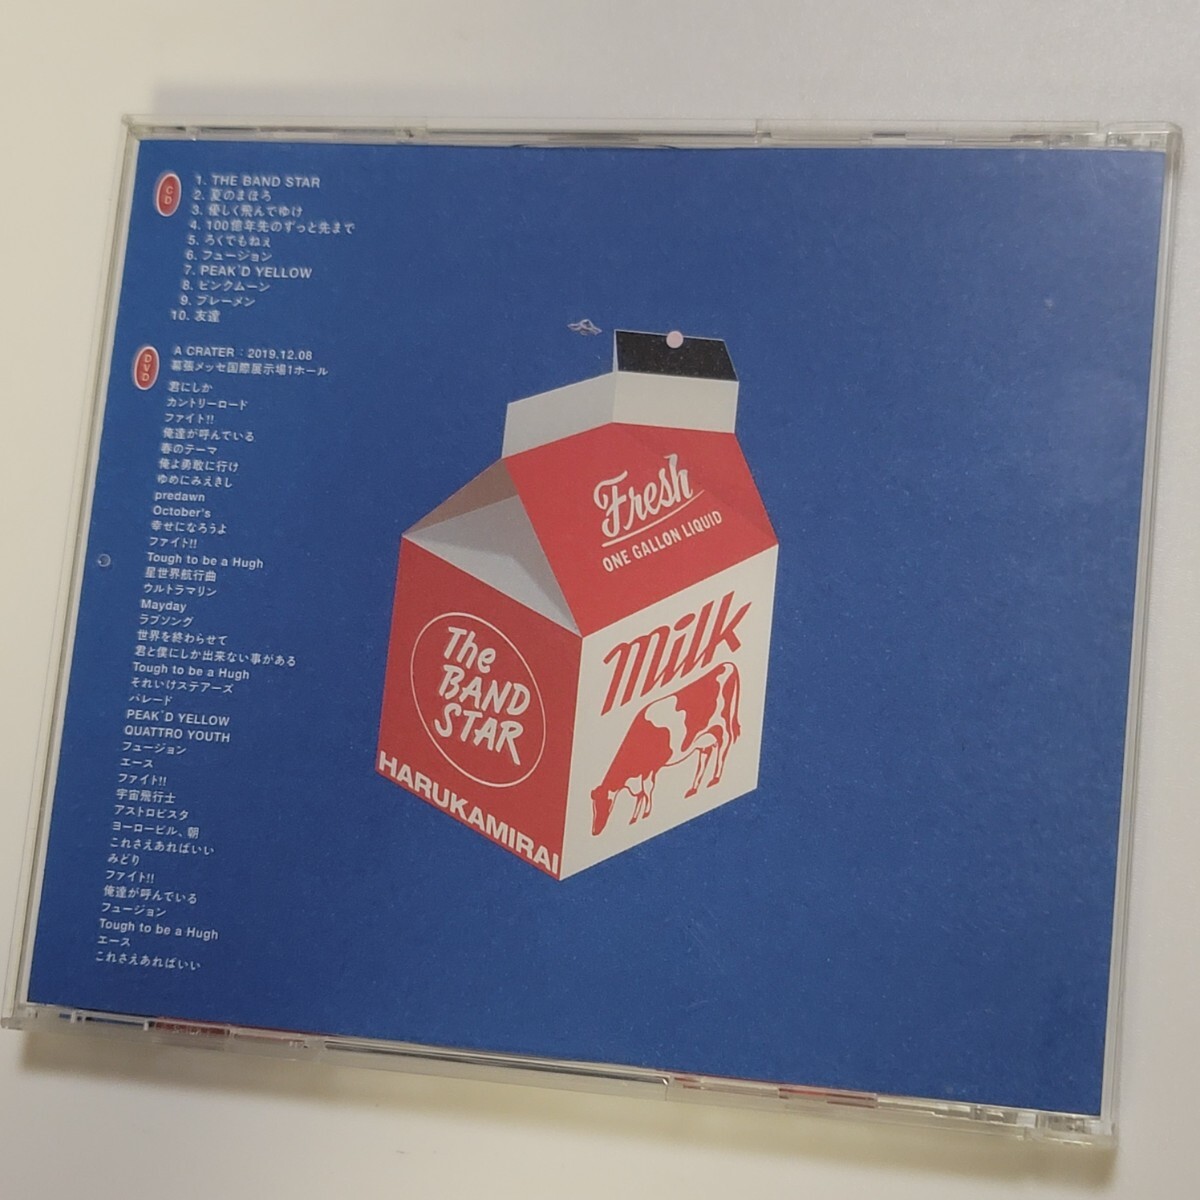 CD
1. THE BAND STAR
2. 夏のまほろ
3. 優しく飛んでゆけ
4. 100億年先のずっと先まで
5. ろくでもねぇ
6. フュージョン
7. PEAK'D YELLOW
8. ピンクムーン
9. ブレーメン
10. 友達
DVD
A CRATER : 2019.12.08
幕張メッセ国際展示場1ホール
君にしか
カントリーロード
ファイト!!
俺達が呼んでいる
春のテーマ
俺よ勇敢に行け
ゆめにみえきし
predawn
October's
幸せになろうよ
ファイト!!
Tough to be a Hugh
星世界航行曲
ウルトラマリン
Mayday
ラブソング
世界を終わらせて
君と僕にしか出来ない事がある
Tough to be a Hugh
それいけステアーズ
パレード
PEAK'D YELLOW
QUATTRO YOUTH
フュージョン
エース
ファイト!!
宇宙飛行士
アストロビスタ
ヨーロービル、朝
これさえあればいい
みどり
ファイト!!
俺達が呼んでいる
フュージョン
Tough to be a Hugh
エース
これさえあればいい
Fresh
ONE GALLON LIQUID
Milk
The
BAND
STAR
HARUKAMIRAI